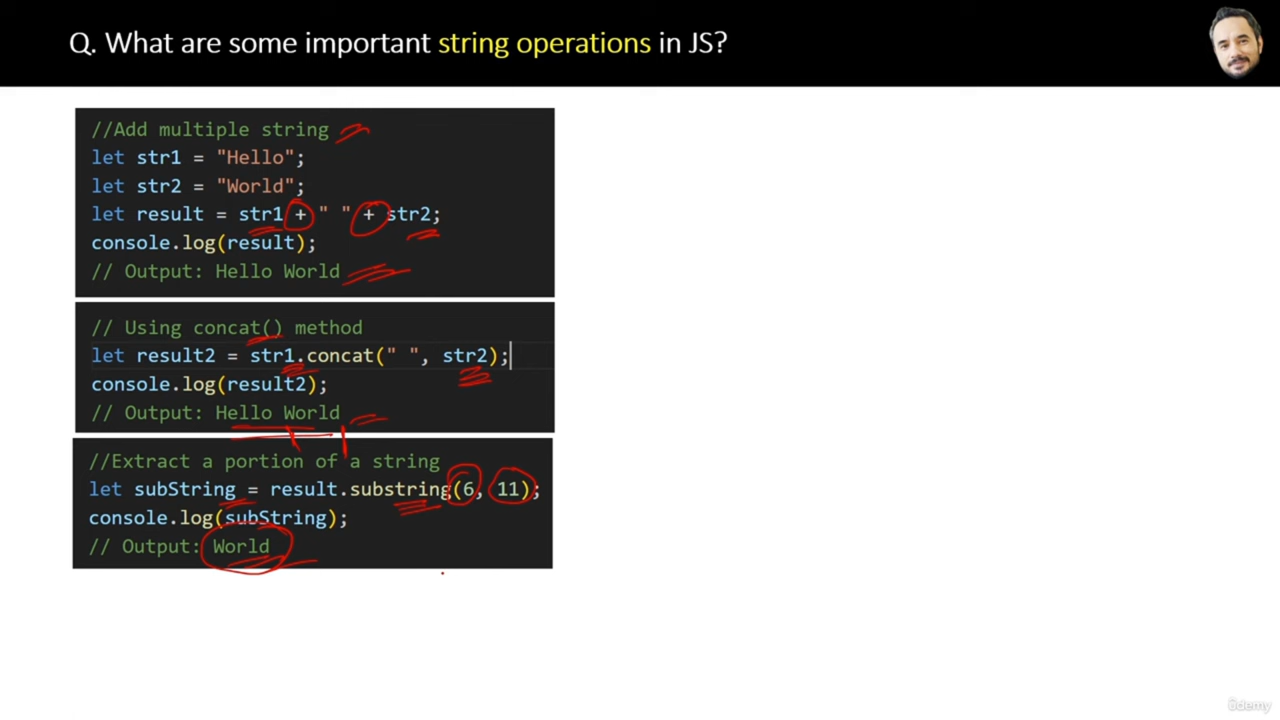 Q. What are some important string operations in JS?
//Add multiple string
let str1 = "Hello";
let str2 = "World";
let result = str1 + " " + str2;
console.log(result);
// Output: Hello World
// Using concat() method
let result2 = str1.concat(" ", str2);
console.log(result2);
// Output: Hello World
//Extract a portion of a string
let subString = result.substring(6, 11);
console.log(subString);
// Output: World
ûdemy